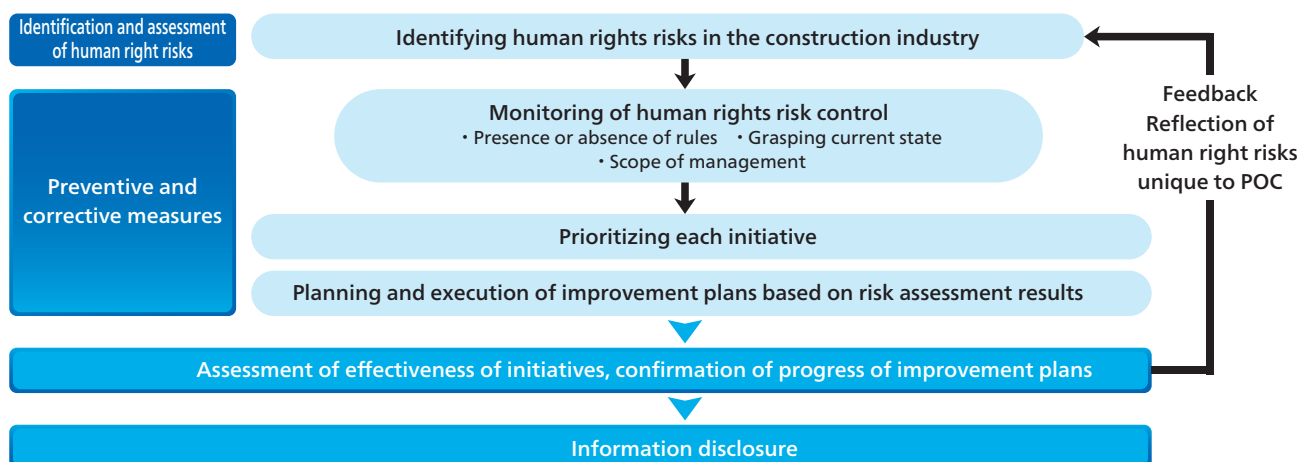 Identification and assessment
of human right risks
Identifying human rights risks in the construction industry
Preventive and
corrective measures
Monitoring of human rights risk control
・Presence or absence of rules ・Grasping current state
・Scope of management
Prioritizing each initiative
Planning and execution of improvement plans based on risk assessment results
Feedback
Reflection of
human right risks
unique to POC
Assessment of effectiveness of initiatives, confirmation of progress of improvement plans
Information disclosure